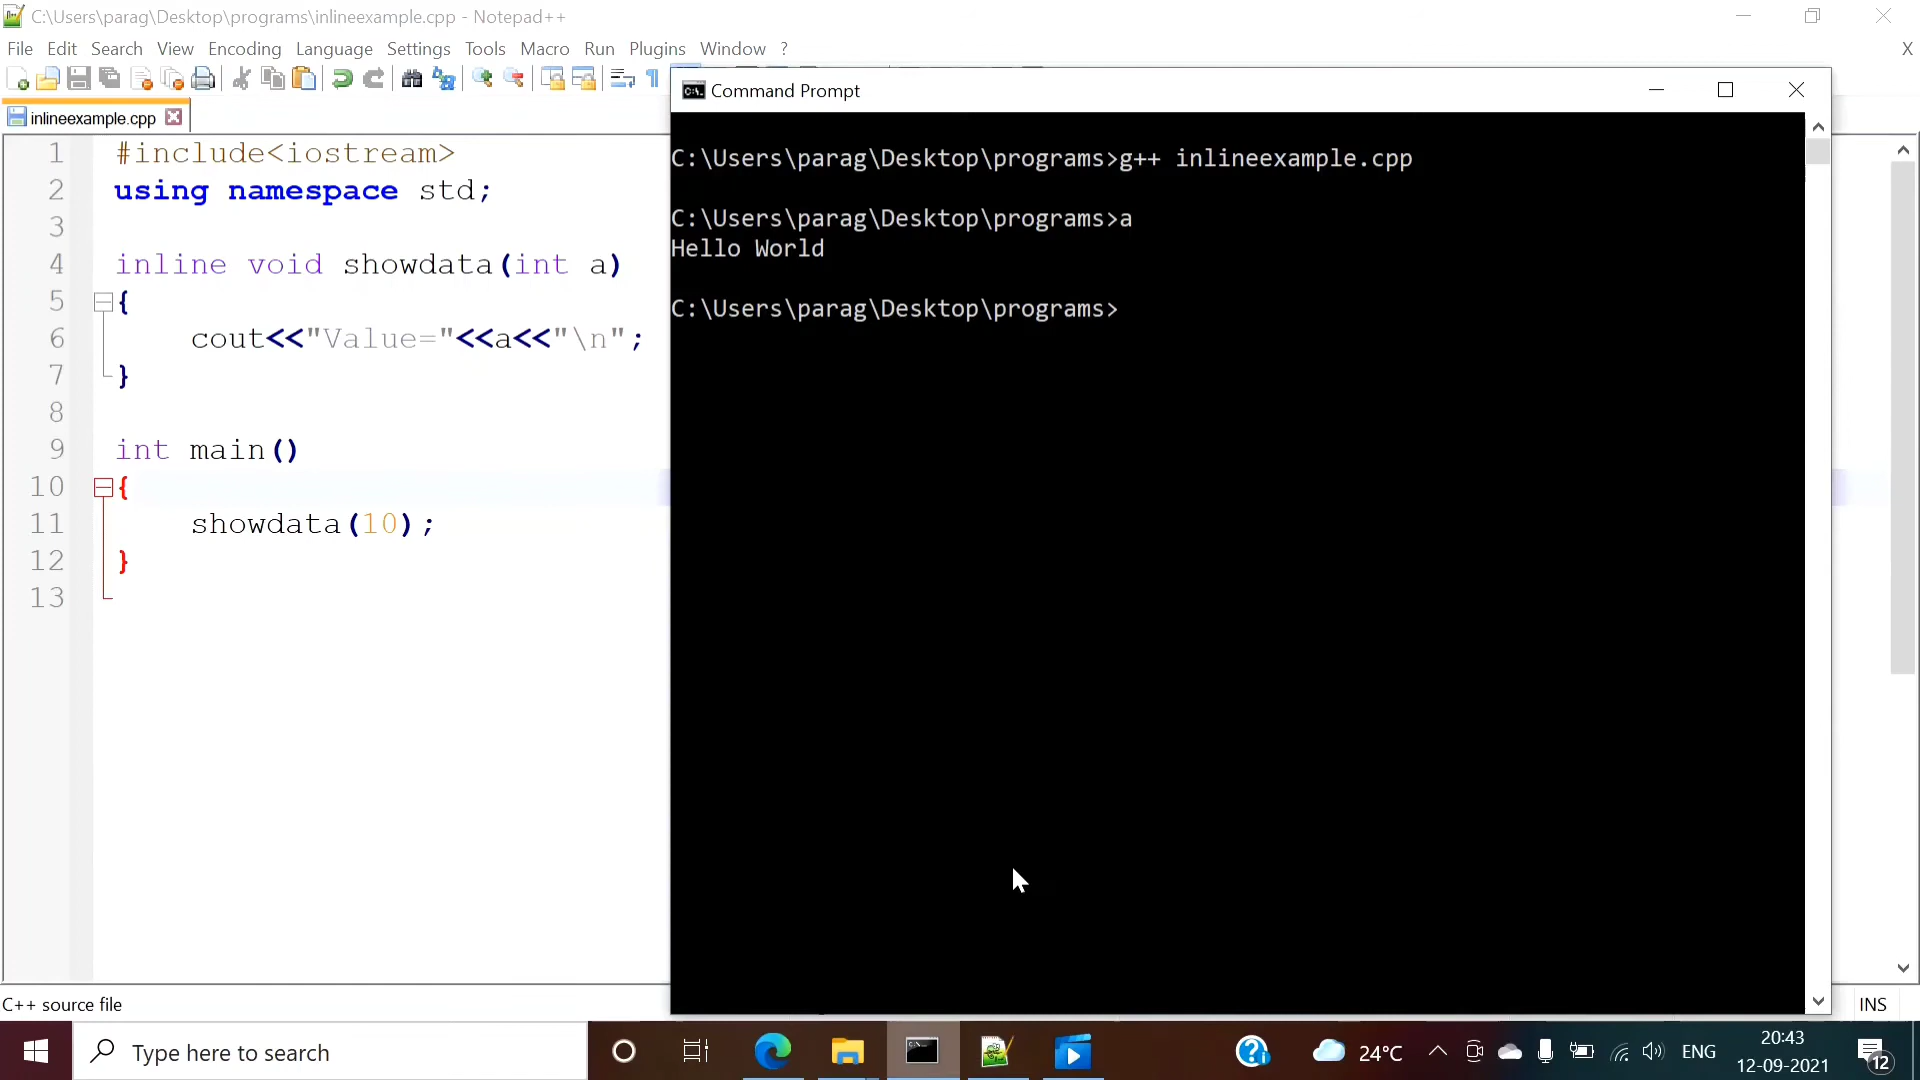 C:\Users\parag\Desktop\programs\inlineexample.cpp - Notepad++
File Edit Search View Encoding Language Settings Tools Macro Run Plugins Window ?
X
inlineexample.cpp
1 #include<iostream>
2 using namespace std;
3
4 inline void showdata(int a)
5 {
6 cout<<"Value="<<a<<"\n";
7 }
8
9 int main()
10 {
11 showdata(10);
12 }
13
Command Prompt
C:\Users\parag\Desktop\programs>g++ inlineexample.cpp
C:\Users\parag\Desktop\programs>a
Hello World
C:\Users\parag\Desktop\programs>
C++ source file
INS
Type here to search
24°C
ENG
20:43
12-09-2021
12